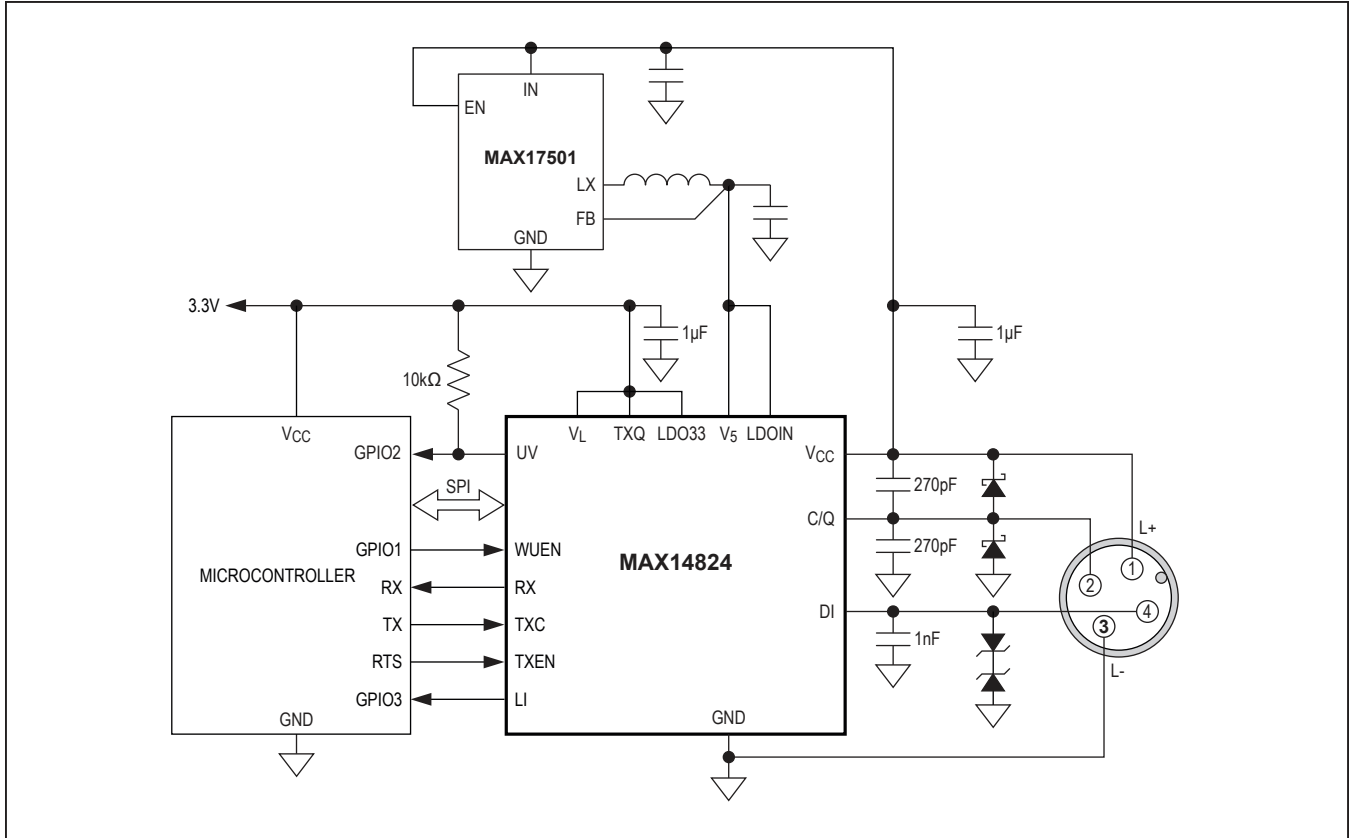 IN
EN
MAX17501
LX
FB
GND
3.3V
1µF
1µF
10kΩ
VCC
GPIO2
SPI
GPIO1
MICROCONTROLLER
RX
TX
RTS
GPIO3
GND
VL
TXQ
LDO33
V5
LDOIN
UV
VCC
WUEN
C/Q
MAX14824
RX
DI
TXC
TXEN
LI
GND
270pF
270pF
1nF
L+
1
2
4
3
L-